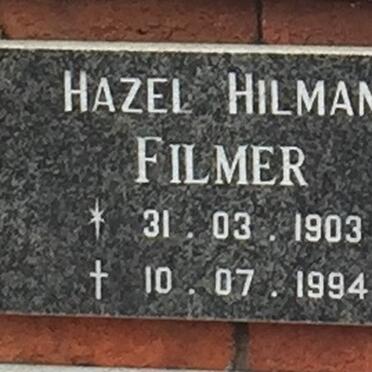 HAZEL HILMAN
FILMER
* 31 . 03 . 1903
† 10 . 07 . 1994